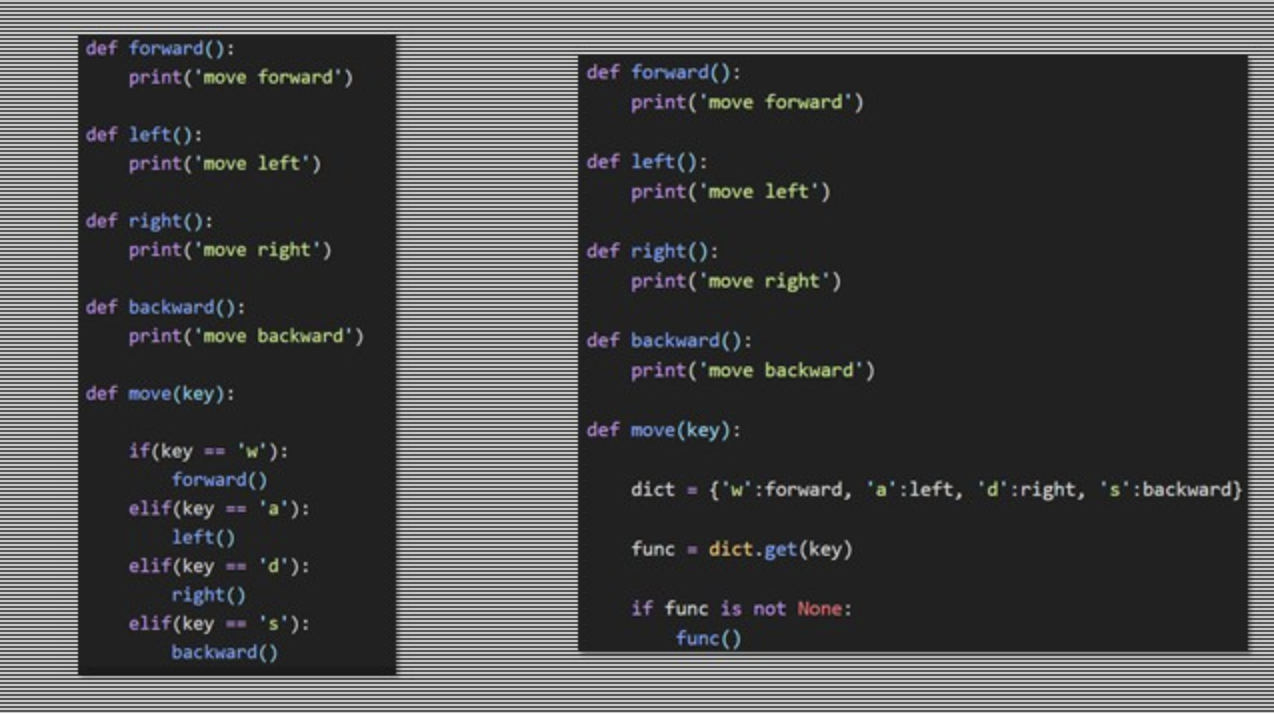 def forward():
    print('move forward')
def left():
    print('move left')
def right():
    print('move right')
def backward():
    print('move backward')
def move(key):
    if(key == 'w'):
        forward()
    elif(key == 'a'):
        left()
    elif(key == 'd'):
        right()
    elif(key == 's'):
        backward()
def forward():
    print('move forward')
def left():
    print('move left')
def right():
    print('move right')
def backward():
    print('move backward')
def move(key):
    dict = {'w':forward, 'a':left, 'd':right, 's':backward}
    func = dict.get(key)
    if func is not None:
        func()